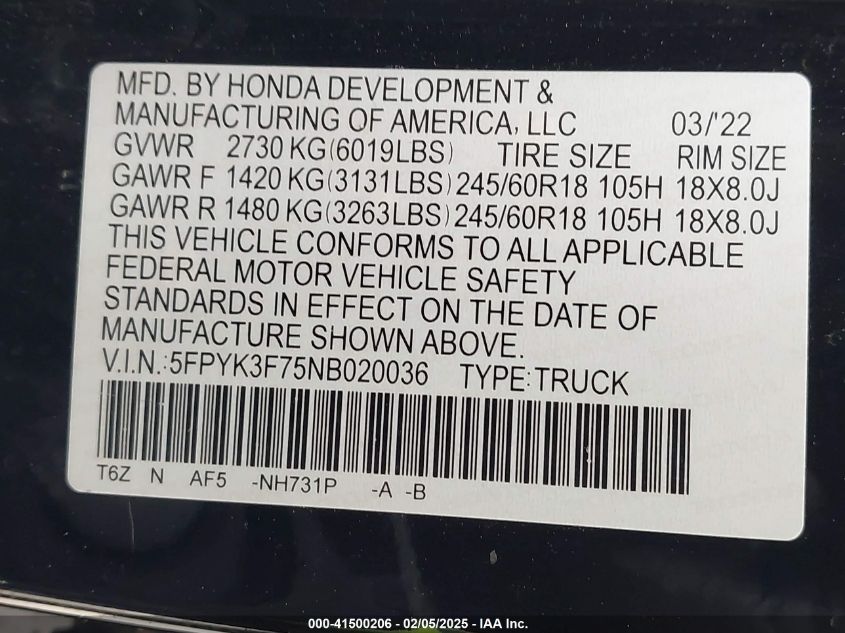 MFD. BY HONDA DEVELOPMENT &
MANUFACTURING OF AMERICA, LLC 03/'22
GVWR 2730 KG(6019LBS) TIRE SIZE RIM SIZE
GAWR F 1420 KG(3131LBS) 245/60R18 105H 18X8.0J
GAWR R 1480 KG(3263LBS) 245/60R18 105H 18X8.0J
THIS VEHICLE CONFORMS TO ALL APPLICABLE
FEDERAL MOTOR VEHICLE SAFETY
STANDARDS IN EFFECT ON THE DATE OF
MANUFACTURE SHOWN ABOVE.
V.I.N.:5FPYK3F75NB020036 TYPE:TRUCK
T6Z N AF5 -NH731P -A -B
000-41500206 - 02/05/2025 - IAA Inc.